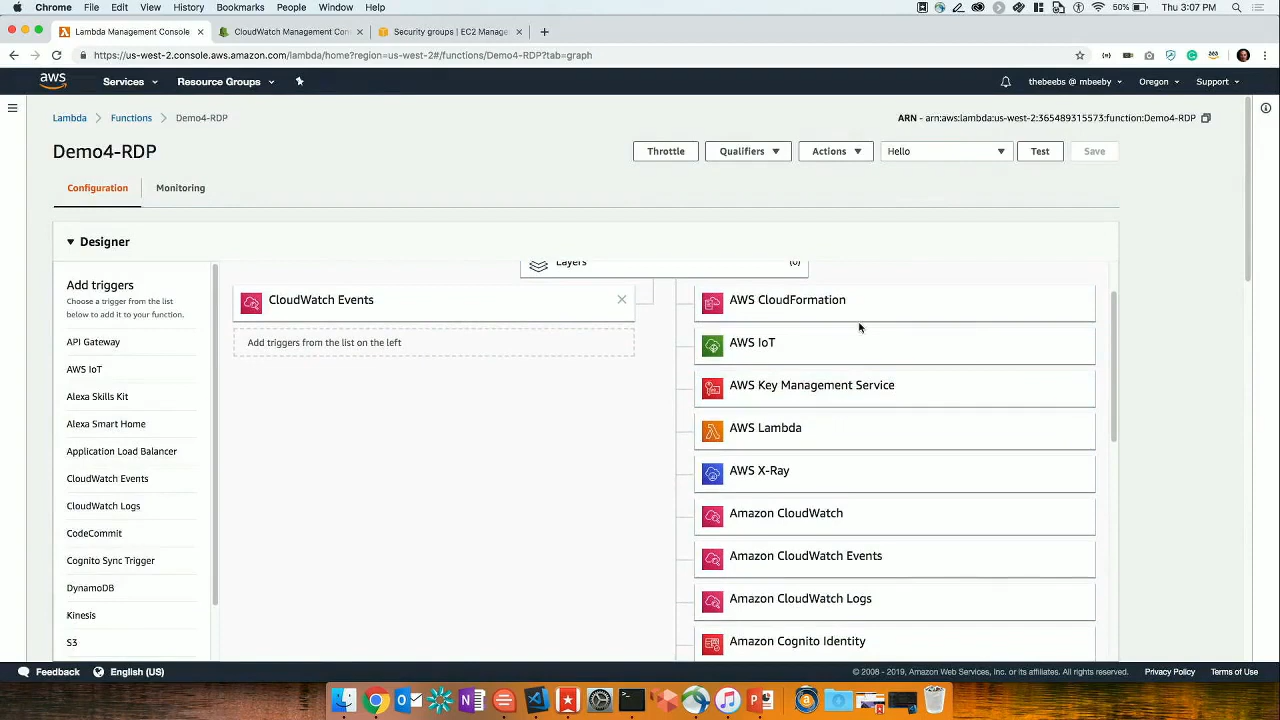 Chrome File Edit View History Bookmarks People Window Help 50% Thu 3:07 PM
Lambda Management Console
CloudWatch Management Con
Security groups | EC2 Manage
https://us-west-2.console.aws.amazon.com/lambda/home?region=us-west-2#/functions/Demo4-RDP?tab=graph
aws Services Resource Groups thebeebs @ mbeeby Oregon Support
Lambda Functions Demo4-RDP
ARN - arn:aws:lambda:us-west-2:365489315573:function:Demo4-RDP
Demo4-RDP
Throttle Qualifiers Actions Hello Test Save
Configuration Monitoring
Designer
Layers (0)
Add triggers
Choose a trigger from the list
below to add it to your function.
API Gateway
AWS IoT
Alexa Skills Kit
Alexa Smart Home
Application Load Balancer
CloudWatch Events
CloudWatch Logs
CodeCommit
Cognito Sync Trigger
DynamoDB
Kinesis
S3
CloudWatch Events
Add triggers from the list on the left
AWS CloudFormation
AWS IoT
AWS Key Management Service
AWS Lambda
AWS X-Ray
Amazon CloudWatch
Amazon CloudWatch Events
Amazon CloudWatch Logs
Amazon Cognito Identity
Feedback English (US) © 2008 - 2019, Amazon Web Services, Inc. or its affiliates. All rights reserved. Privacy Policy Terms of Use